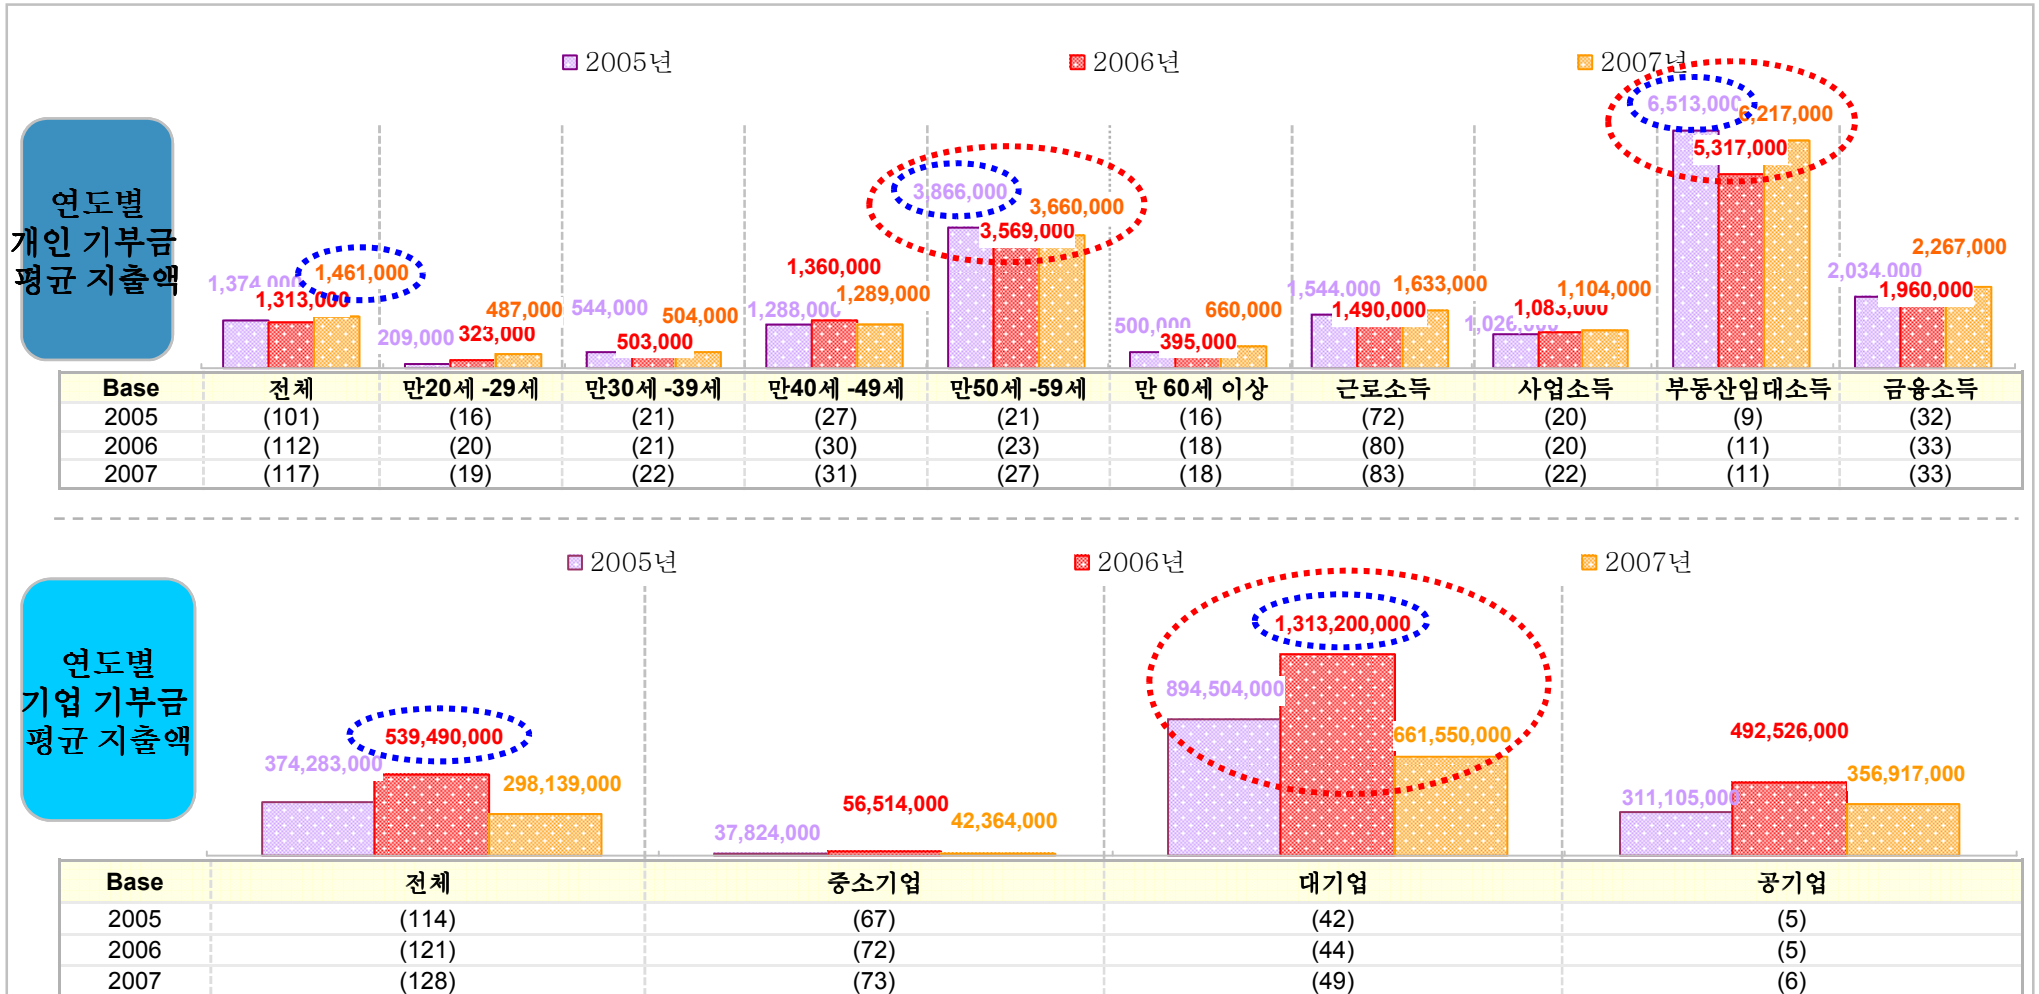 2005년 2006년 2007년
연도별
개인 기부금
평균 지출액
1,374,000 1,313,000 1,461,000
209,000 323,000 487,000
544,000 503,000 504,000
1,288,000 1,360,000 1,289,000
3,866,000 3,569,000 3,660,000
500,000 395,000 660,000
1,544,000 1,490,000 1,633,000
1,026,000 1,083,000 1,104,000
6,513,000 5,317,000 6,217,000
2,034,000 1,960,000 2,267,000
Base 전체 만20세 -29세 만30세 -39세 만40세 -49세 만50세 -59세 만 60세 이상 근로소득 사업소득 부동산임대소득 금융소득
2005 (101) (16) (21) (27) (21) (16) (72) (20) (9) (32)
2006 (112) (20) (21) (30) (23) (18) (80) (20) (11) (33)
2007 (117) (19) (22) (31) (27) (18) (83) (22) (11) (33)
2005년 2006년 2007년
연도별
기업 기부금
평균 지출액
374,283,000 539,490,000 298,139,000
37,824,000 56,514,000 42,364,000
894,504,000 1,313,200,000 661,550,000
311,105,000 492,526,000 356,917,000
Base 전체 중소기업 대기업 공기업
2005 (114) (67) (42) (5)
2006 (121) (72) (44) (5)
2007 (128) (73) (49) (6)